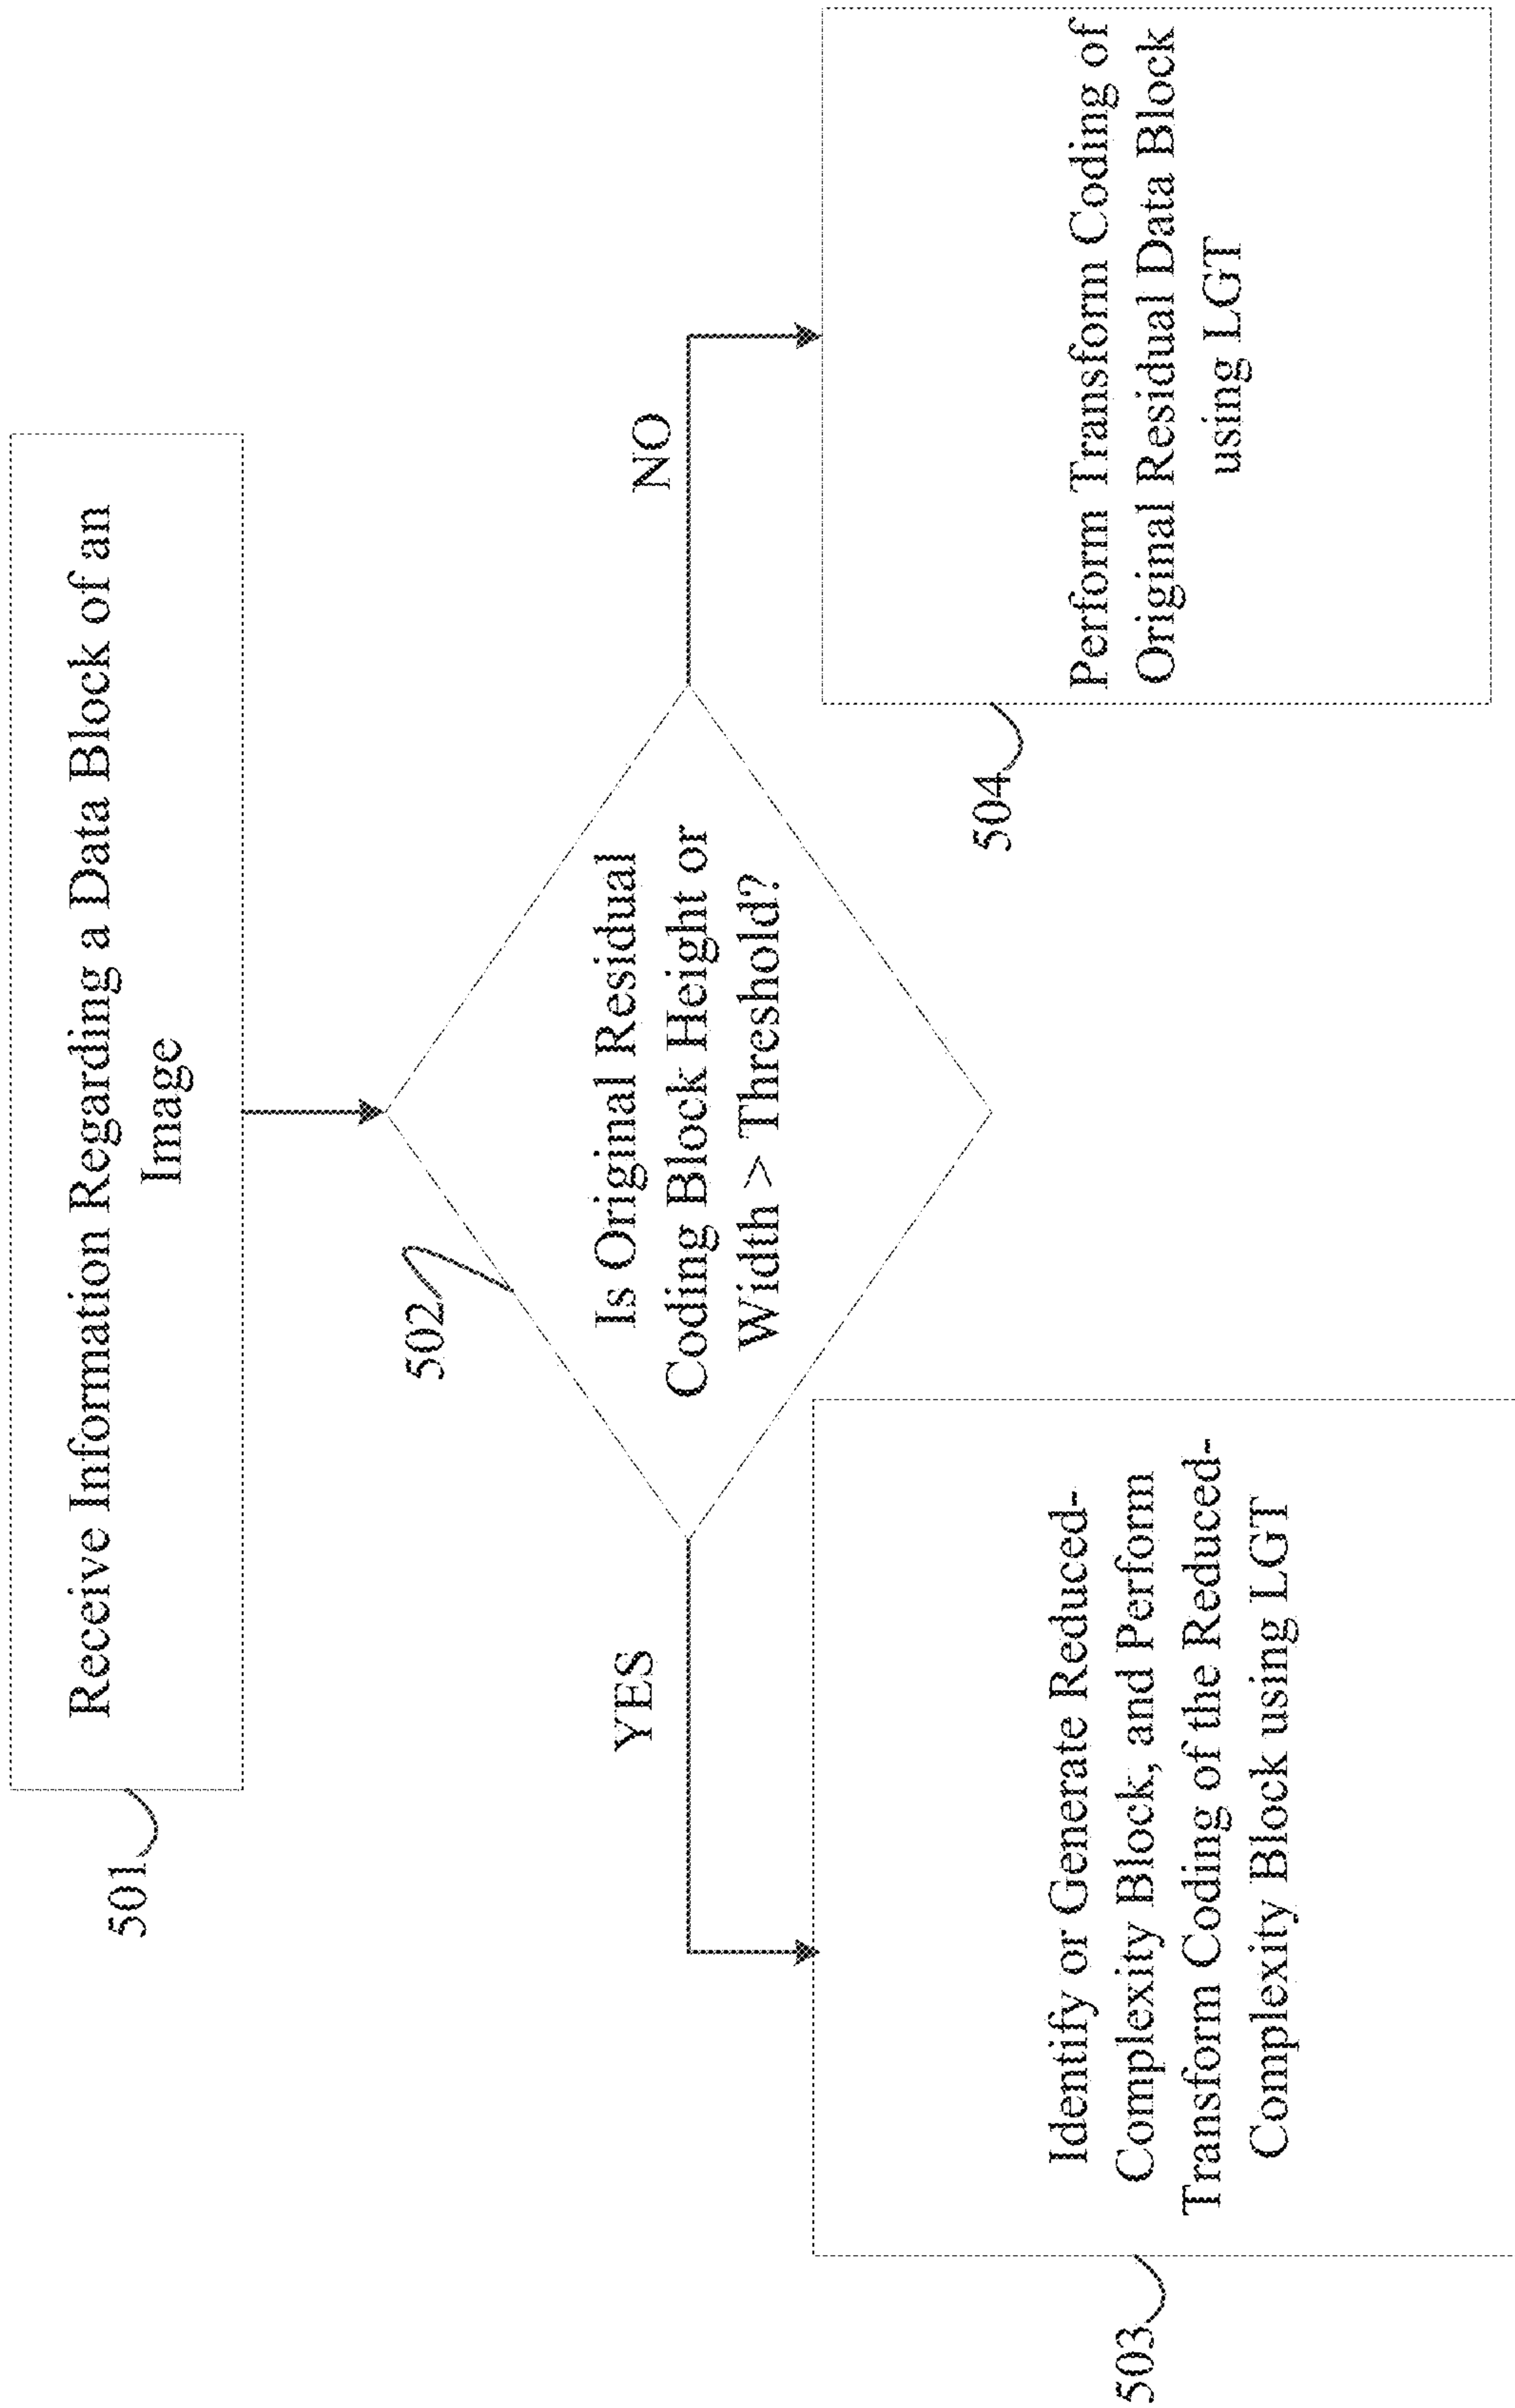 501
Receive Information Regarding a Data Block of an
Image
502
Is Original Residual
Coding Block Height or
Width > Threshold?
YES
NO
503
Identify or Generate Reduced-
Complexity Block, and Perform
Transform Coding of the Reduced-
Complexity Block using LGT
504
Perform Transform Coding of
Original Residual Data Block
using LGT